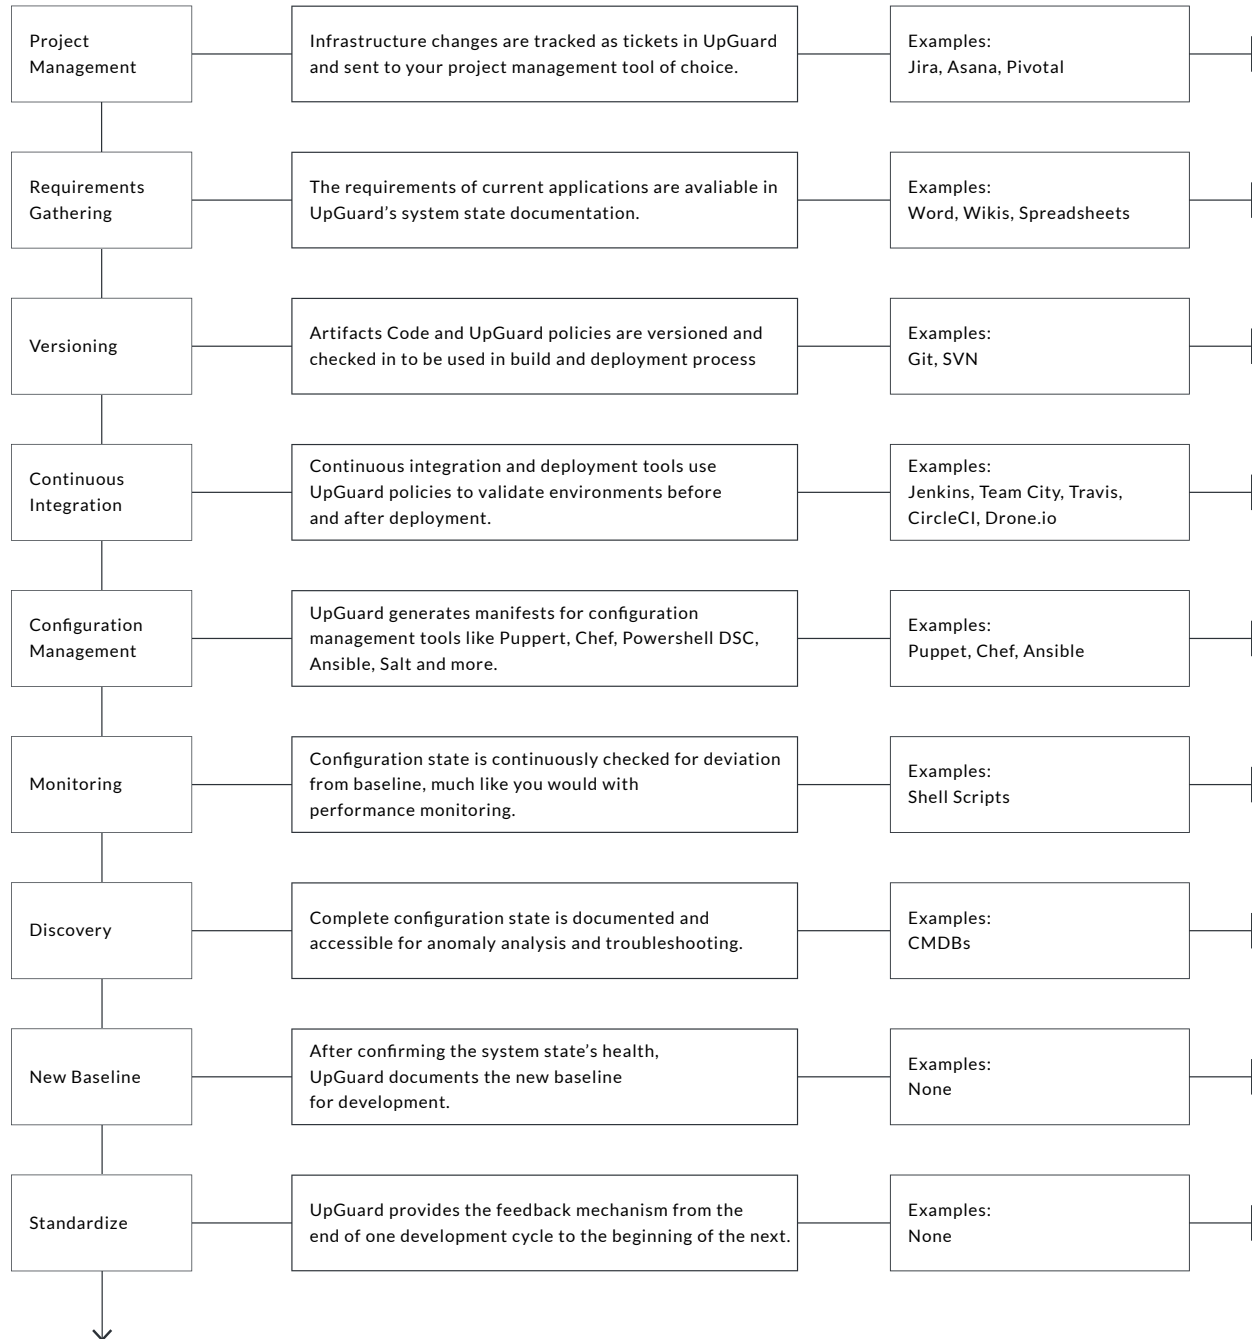 Project
Management
Infrastructure changes are tracked as tickets in UpGuard
and sent to your project management tool of choice.
Examples:
Jira, Asana, Pivotal
Requirements
Gathering
The requirements of current applications are avaliable in
UpGuard’s system state documentation.
Examples:
Word, Wikis, Spreadsheets
Versioning
Artifacts Code and UpGuard policies are versioned and
checked in to be used in build and deployment process
Examples:
Git, SVN
Continuous
Integration
Continuous integration and deployment tools use
UpGuard policies to validate environments before
and after deployment.
Examples:
Jenkins, Team City, Travis,
CircleCI, Drone.io
Configuration
Management
UpGuard generates manifests for configuration
management tools like Puppert, Chef, Powershell DSC,
Ansible, Salt and more.
Examples:
Puppet, Chef, Ansible
Monitoring
Configuration state is continuously checked for deviation
from baseline, much like you would with
performance monitoring.
Examples:
Shell Scripts
Discovery
Complete configuration state is documented and
accessible for anomaly analysis and troubleshooting.
Examples:
CMDBs
New Baseline
After confirming the system state’s health,
UpGuard documents the new baseline
for development.
Examples:
None
Standardize
UpGuard provides the feedback mechanism from the
end of one development cycle to the beginning of the next.
Examples:
None